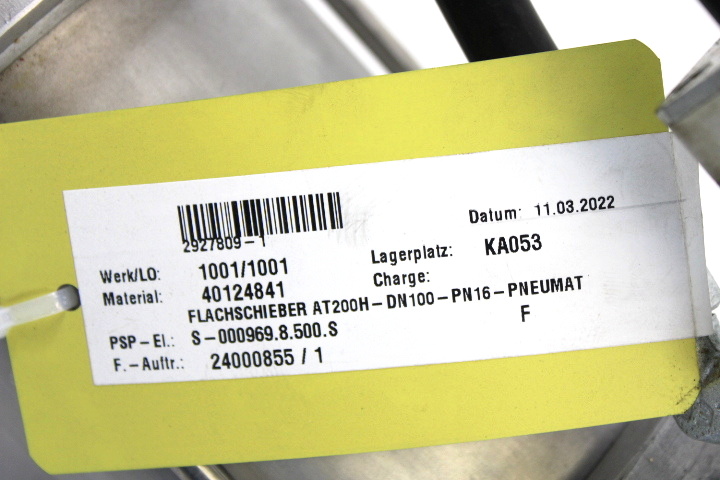 2927809-1
Datum: 11.03.2022
Werk/LO: 1001/1001
Lagerplatz: KA053
Material: 40124841
Charge:
FLACHSCHIEBER AT200H-DN100-PN16-PNEUMAT
PSP-El.: S-000969.8.500.S
F
F.-Auftr.: 24000855 / 1